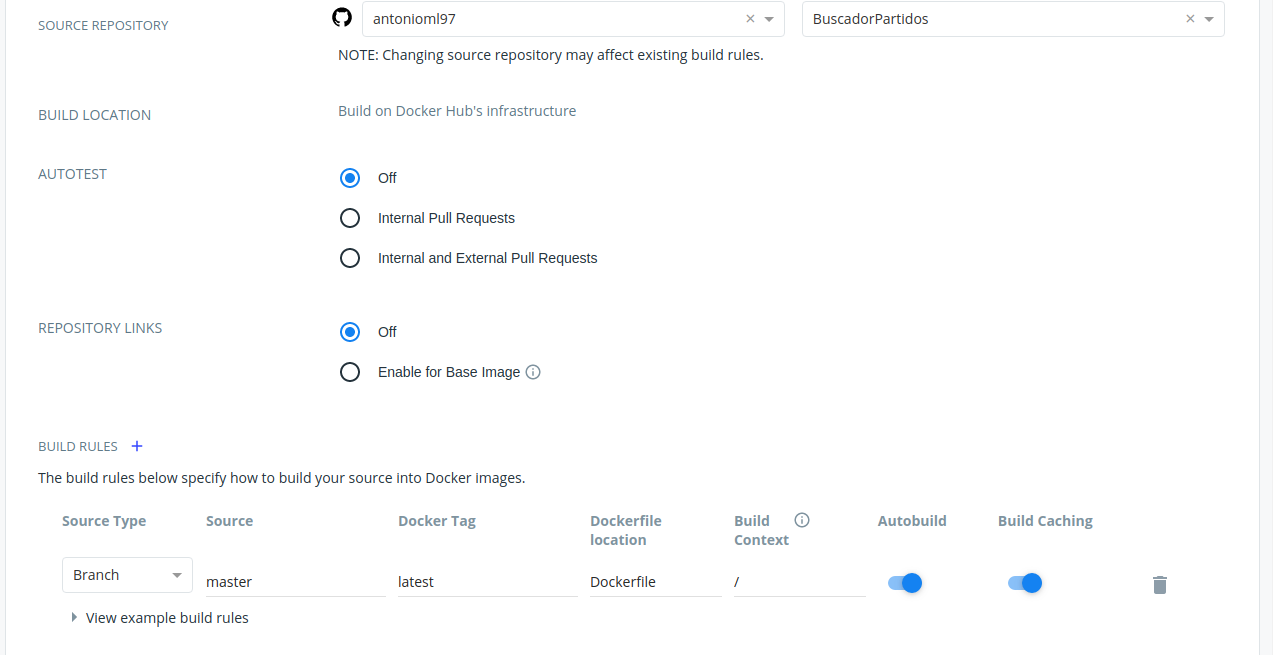 SOURCE REPOSITORY
antonioml97
BuscadorPartidos
NOTE: Changing source repository may affect existing build rules.
BUILD LOCATION
Build on Docker Hub's infrastructure
AUTOTEST
Off
Internal Pull Requests
Internal and External Pull Requests
REPOSITORY LINKS
Off
Enable for Base Image
BUILD RULES +
The build rules below specify how to build your source into Docker images.
Source Type
Source
Docker Tag
Dockerfile
location
Build
Context
Autobuild
Build Caching
Branch
master
latest
Dockerfile
/
View example build rules